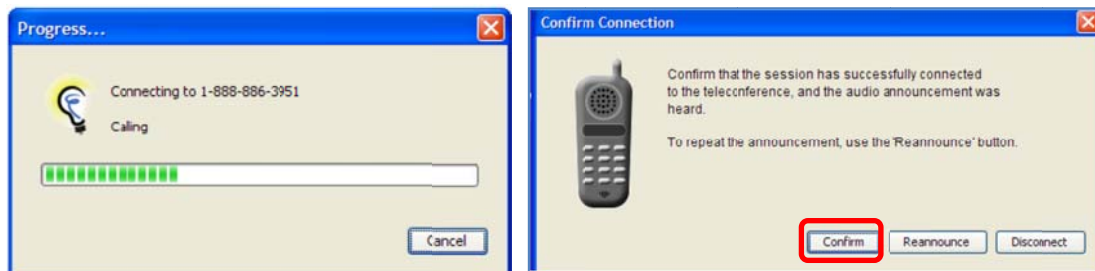 Progress...
Connecting to 1-888-886-3951
Caling
Cancel
Confirm Connection
Confirm that the session has successfully connected
to the teleconference, and the audio announcement was
heard.
To repeat the announcement, use the 'Reannounce' button.
Confirm
Reannounce
Disconnect